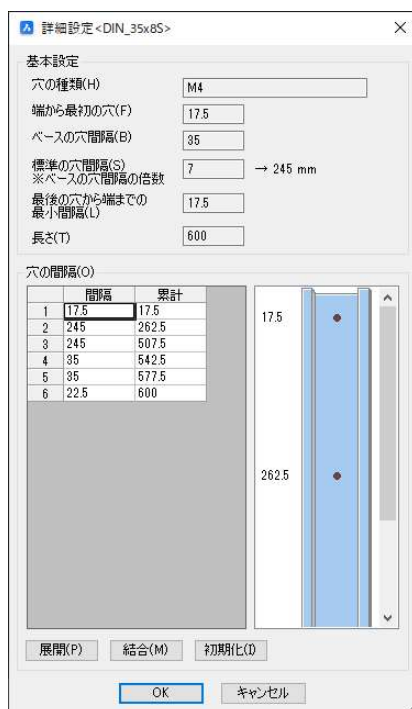 詳細設定<DIN_35x8S>
基本設定
穴の種類(H) M4
端から最初の穴(F) 17.5
ベースの穴間隔(B) 35
標準の穴間隔(S) 7 → 245 mm
※ベースの穴間隔の倍数
最後の穴から端までの 17.5
最小間隔(L)
長さ(T) 600
穴の間隔(O)
間隔 累計
1 17.5 17.5
2 245 262.5
3 245 507.5
4 35 542.5
5 35 577.5
6 22.5 600
17.5
262.5
展開(P) 結合(M) 初期化(I)
OK キャンセル